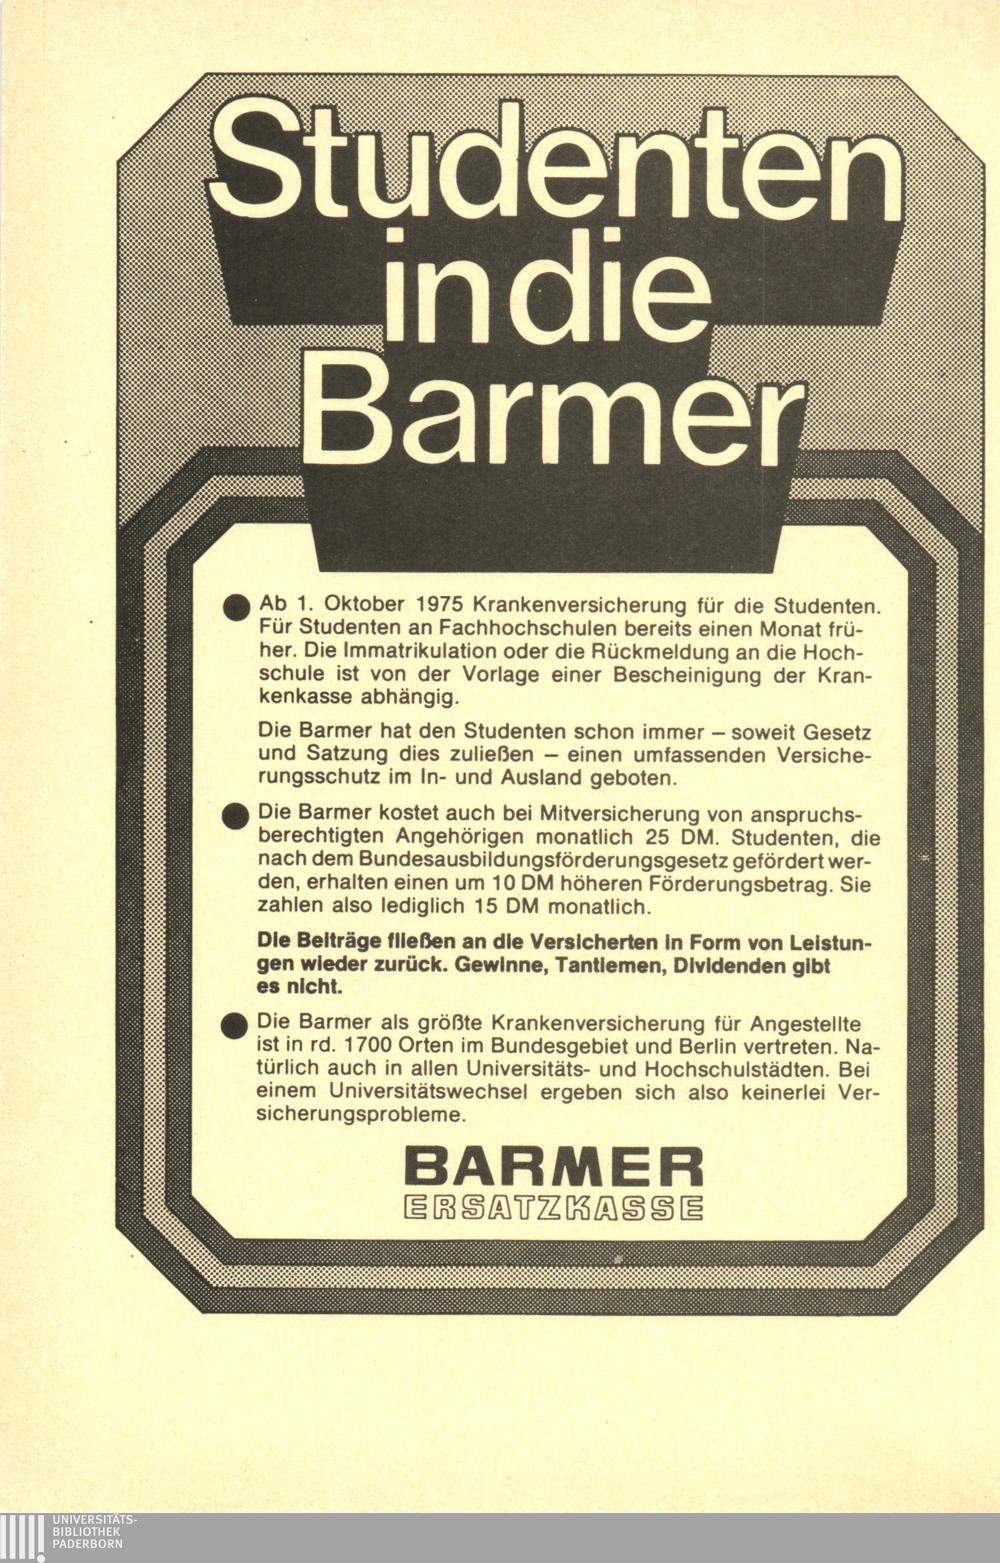 Studenten
in die
Barmer
Ab 1. Oktober 1975 Krankenversicherung für die Studenten.
Für Studenten an Fachhochschulen bereits einen Monat frü-
her. Die Immatrikulation oder die Rückmeldung an die Hoch-
schule ist von der Vorlage einer Bescheinigung der Kran-
kenkasse abhängig.
Die Barmer hat den Studenten schon immer – soweit Gesetz
und Satzung dies zuließen – einen umfassenden Versiche-
rungsschutz im In- und Ausland geboten.
Die Barmer kostet auch bei Mitversicherung von anspruchs-
berechtigten Angehörigen monatlich 25 DM. Studenten, die
nach dem Bundesausbildungsförderungsgesetz gefördert wer-
den, erhalten einen um 10 DM höheren Förderungsbetrag. Sie
zahlen also lediglich 15 DM monatlich.
Die Beiträge fließen an die Versicherten in Form von Leistun-
gen wieder zurück. Gewinne, Tantiemen, Dividenden gibt
es nicht.
Die Barmer als größte Krankenversicherung für Angestellte
ist in rd. 1700 Orten im Bundesgebiet und Berlin vertreten. Na-
türlich auch in allen Universitäts- und Hochschulstädten. Bei
einem Universitätswechsel ergeben sich also keinerlei Ver-
sicherungsprobleme.
BARMER
ERSATZKASSE
UNIVERSITÄTS-
BIBLIOTHEK
PADERBORN